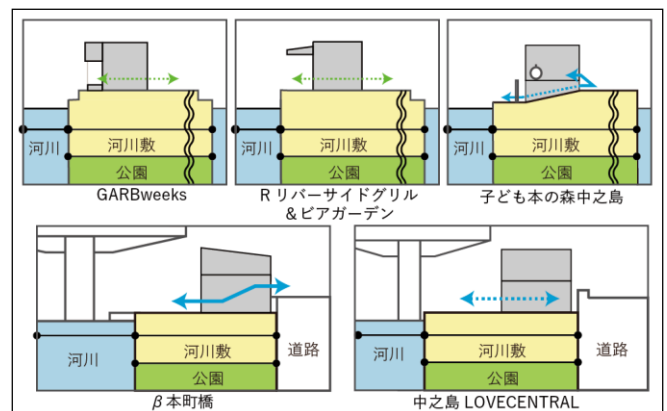 河川
河川敷
公園
GARBweeks
河川敷
公園
R リバーサイドグリル
&ビアガーデン
河川敷
河川
公園
子ども本の森中之島
河川
河川敷
公園
道路
β本町橋
河川
河川敷
公園
道路
中之島 LOVECENTRAL